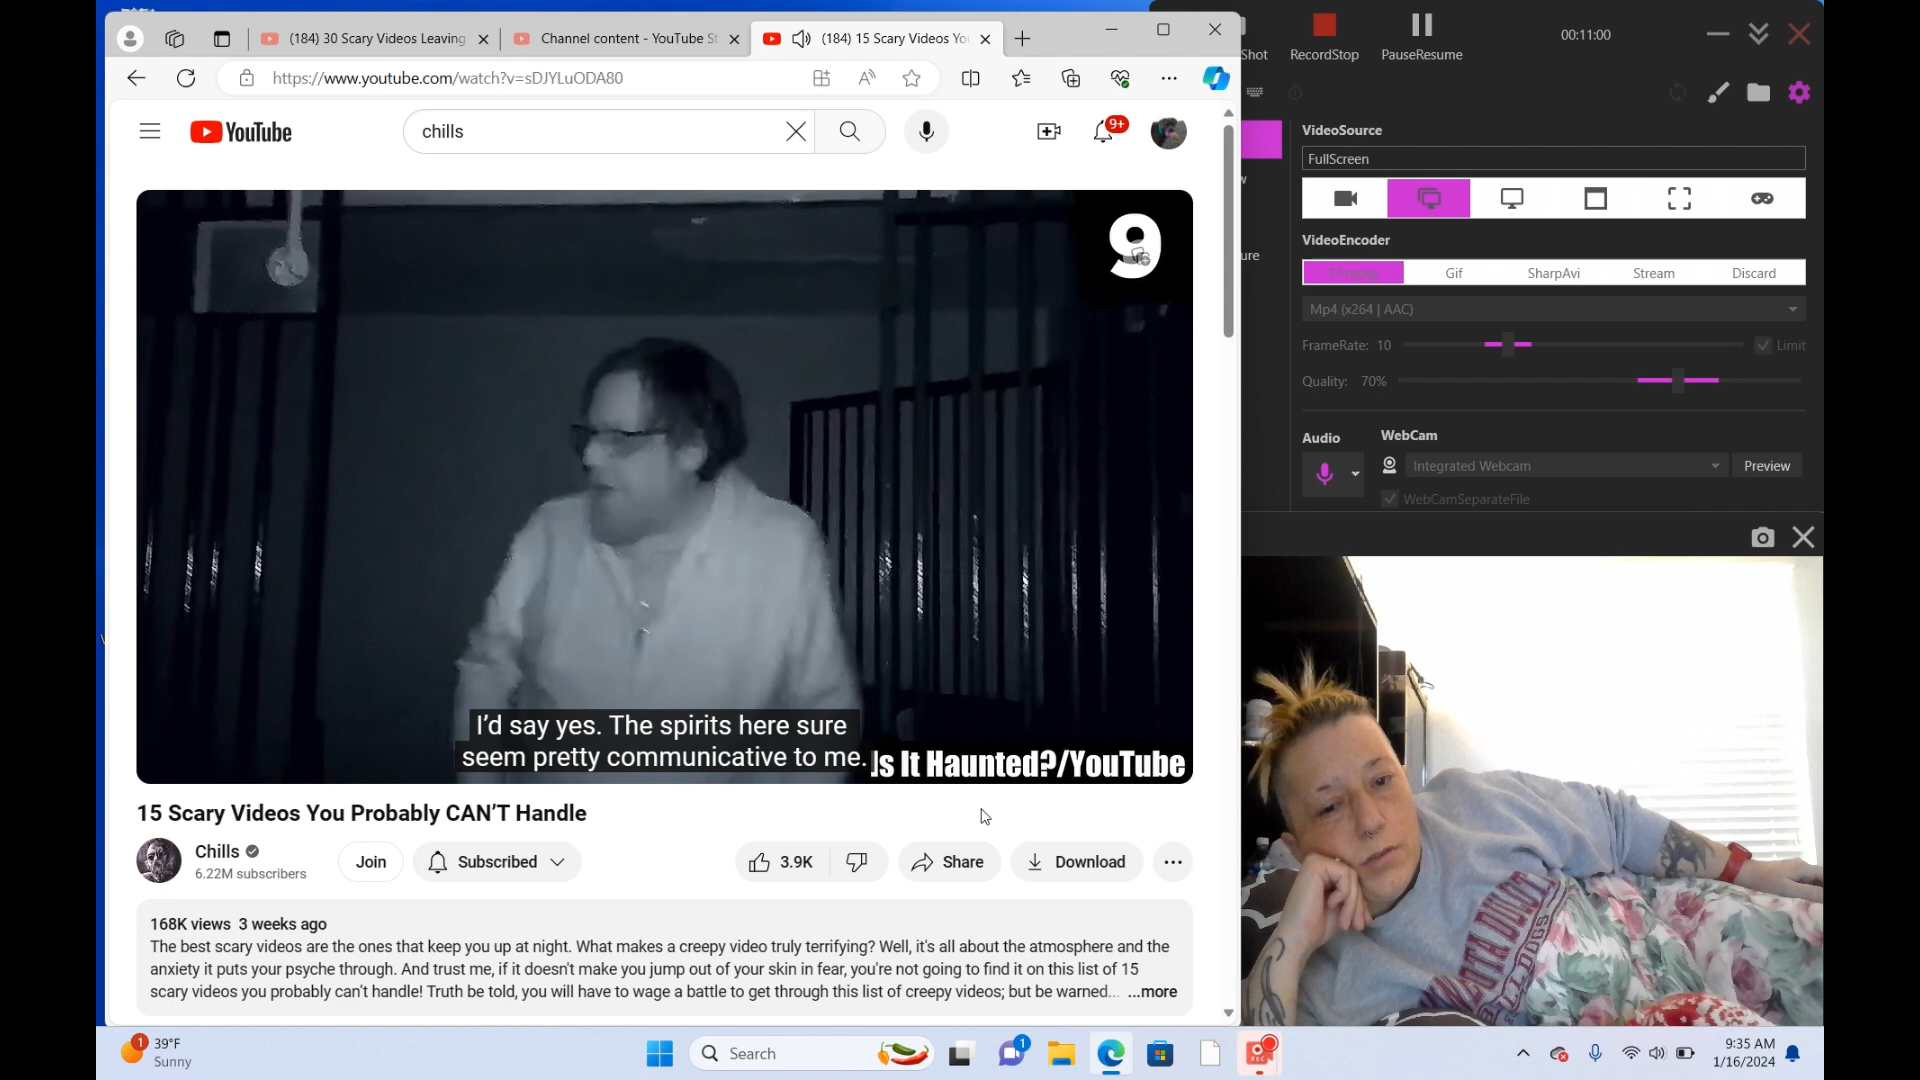 (184) 30 Scary Videos Leaving
Channel content - YouTube St
(184) 15 Scary Videos Yo
https://www.youtube.com/watch?v=sDJYLuODA80
YouTube
chills
9+
9
I'd say yes. The spirits here sure
seem pretty communicative to me.
Is It Haunted?/YouTube
15 Scary Videos You Probably CAN'T Handle
Chills
6.22M subscribers
Join
Subscribed
3.9K
Share
Download
168K views 3 weeks ago
The best scary videos are the ones that keep you up at night. What makes a creepy video truly terrifying? Well, it's all about the atmosphere and the
anxiety it puts your psyche through. And trust me, if it doesn't make you jump out of your skin in fear, you're not going to find it on this list of 15
scary videos you probably can't handle! Truth be told, you will have to wage a battle to get through this list of creepy videos; but be warned... ...more
Shot
RecordStop
PauseResume
00:11:00
VideoSource
FullScreen
w
ure
VideoEncoder
FFmpeg
Gif
SharpAvi
Stream
Discard
Mp4 (x264 | AAC)
FrameRate: 10
Limit
Quality: 70%
Audio
WebCam
Integrated Webcam
Preview
WebCamSeparateFile
BULLDOGS
1
39°F
Sunny
Search
1
REC
9:35 AM
1/16/2024